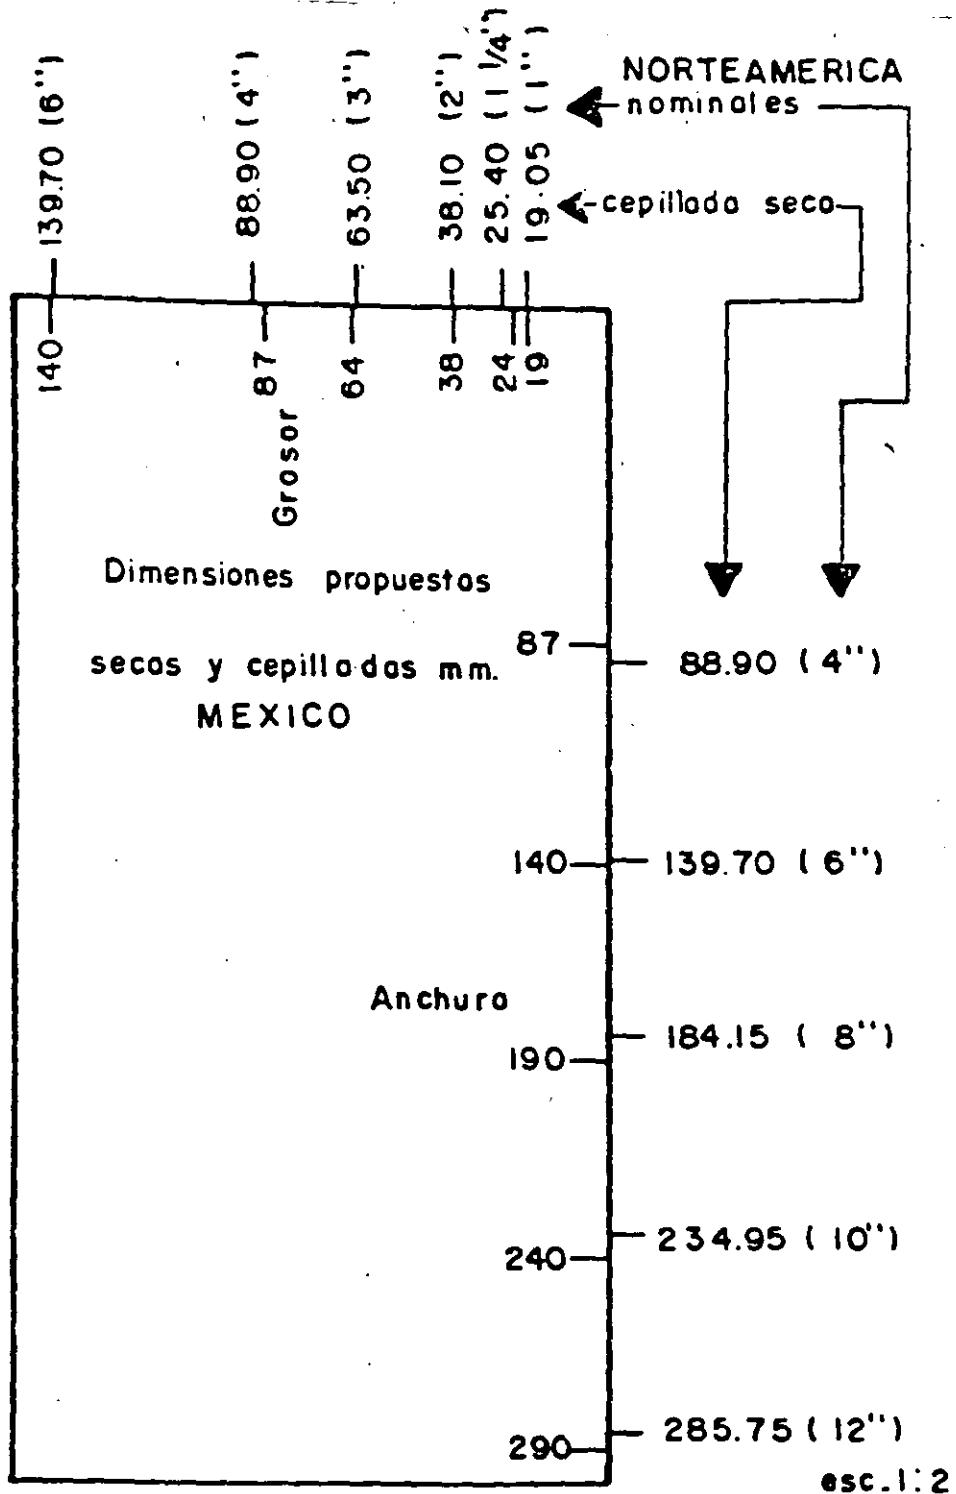 139.70 (6'')
88.90 (4'')
63.50 (3'')
38.10 (2'')
25.40 (1 1/4'')
19.05 (1'')
NORTEAMERICA
nominales
cepillado seco
140
87
64
38
24
19
Grosor
Dimensiones propuestas
secas y cepilladas mm.
MEXICO
87
88.90 (4'')
140
139.70 (6'')
Anchura
190
184.15 (8'')
240
234.95 (10'')
290
285.75 (12'')
esc. 1:2